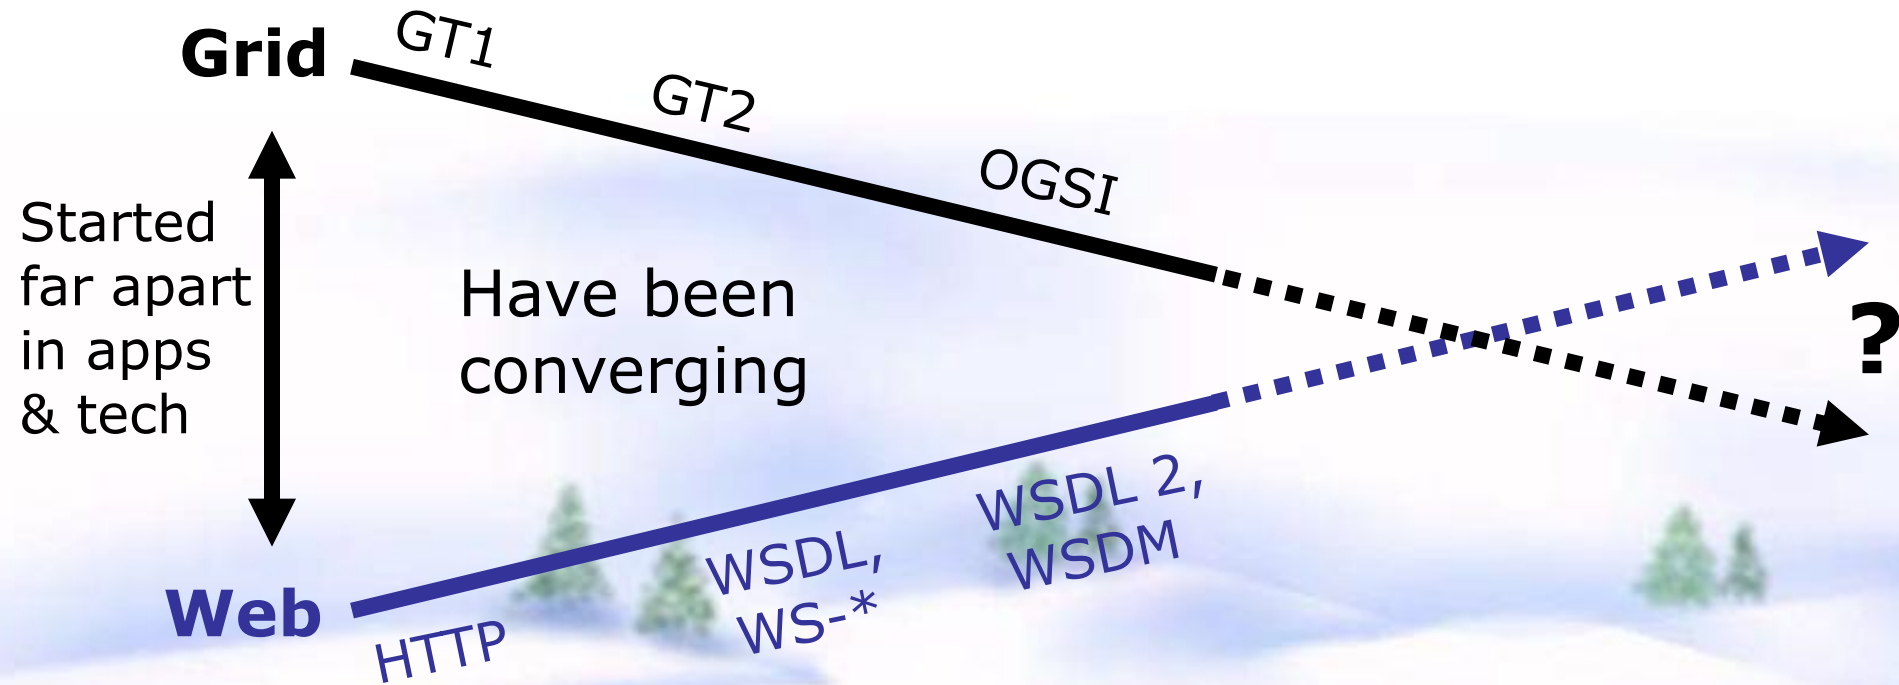 Grid
GT1
GT2
OGSI
Started
far apart
in apps
& tech
Have been
converging
?
Web
HTTP
WSDL,
WS-*
WSDL 2,
WSDM